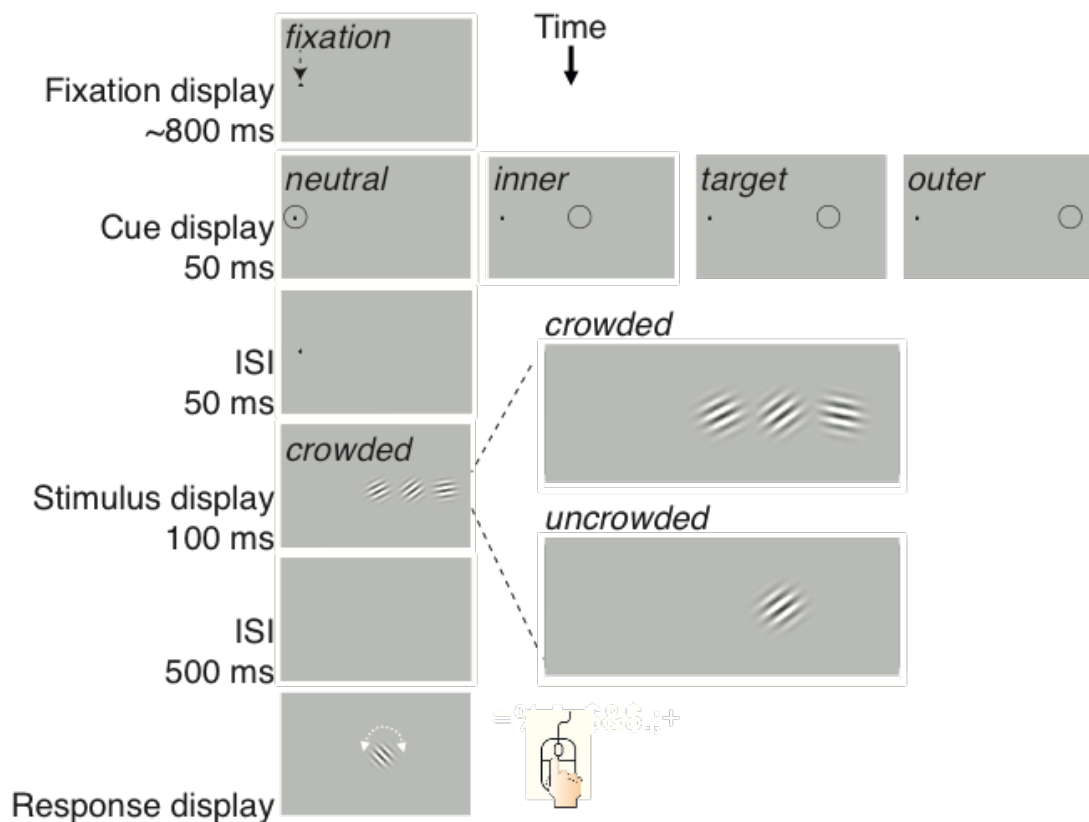 fixation
Time
Fixation display
~800 ms
neutral
inner
target
outer
Cue display
50 ms
ISI
50 ms
crowded
crowded
Stimulus display
100 ms
uncrowded
ISI
500 ms
Response display